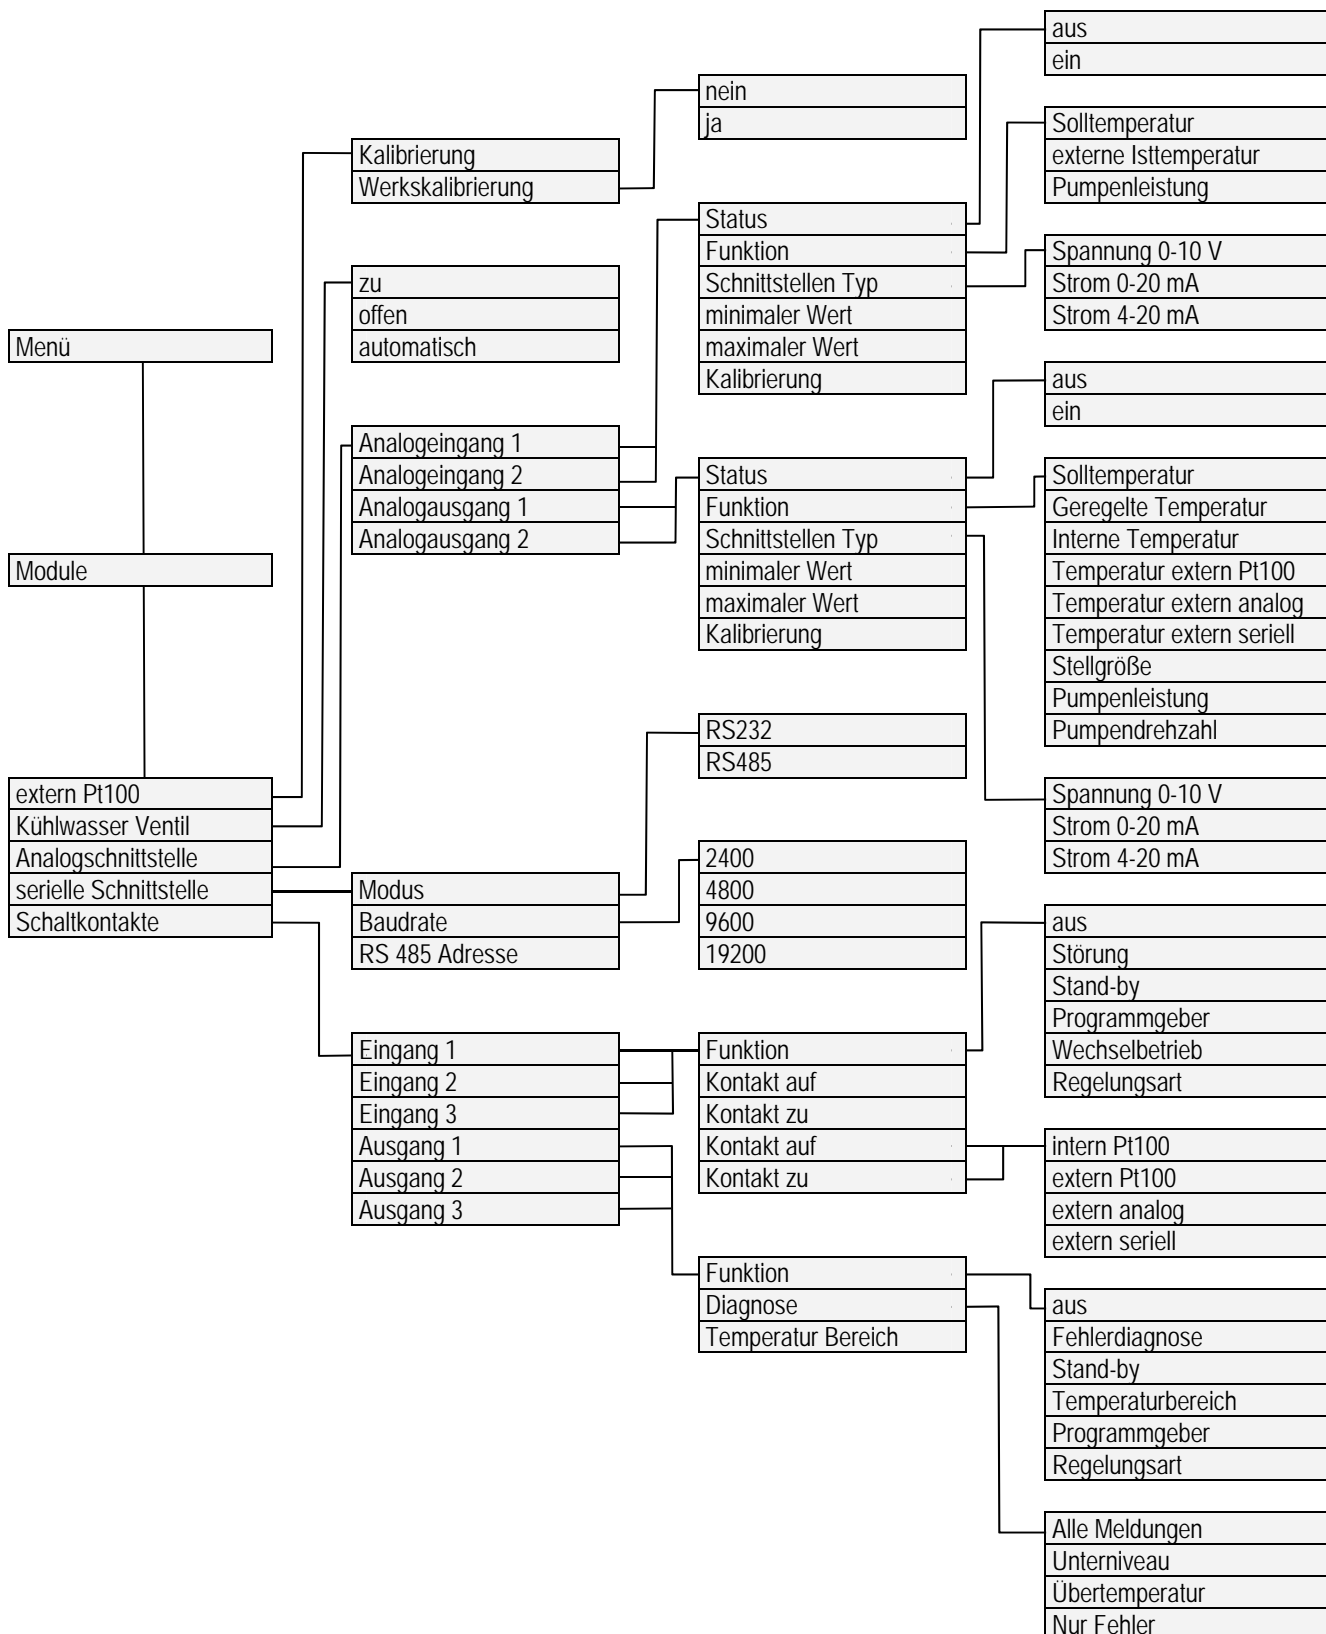 Menü
Module
extern Pt100
Kühlwasser Ventil
Analogschnittstelle
serielle Schnittstelle
Schaltkontakte
Kalibrierung
Werkskalibrierung
zu
offen
automatisch
Analogeingang 1
Analogeingang 2
Analogausgang 1
Analogausgang 2
Modus
Baudrate
RS 485 Adresse
Eingang 1
Eingang 2
Eingang 3
Ausgang 1
Ausgang 2
Ausgang 3
nein
ja
Status
Funktion
Schnittstellen Typ
minimaler Wert
maximaler Wert
Kalibrierung
Status
Funktion
Schnittstellen Typ
minimaler Wert
maximaler Wert
Kalibrierung
RS232
RS485
2400
4800
9600
19200
Funktion
Kontakt auf
Kontakt zu
Kontakt auf
Kontakt zu
Funktion
Diagnose
Temperatur Bereich
aus
ein
Solltemperatur
externe Isttemperatur
Pumpenleistung
Spannung 0-10 V
Strom 0-20 mA
Strom 4-20 mA
aus
ein
Solltemperatur
Geregelte Temperatur
Interne Temperatur
Temperatur extern Pt100
Temperatur extern analog
Temperatur extern seriell
Stellgröße
Pumpenleistung
Pumpendrehzahl
Spannung 0-10 V
Strom 0-20 mA
Strom 4-20 mA
aus
Störung
Stand-by
Programmgeber
Wechselbetrieb
Regelungsart
intern Pt100
extern Pt100
extern analog
extern seriell
aus
Fehlerdiagnose
Stand-by
Temperaturbereich
Programmgeber
Regelungsart
Alle Meldungen
Unterniveau
Übertemperatur
Nur Fehler